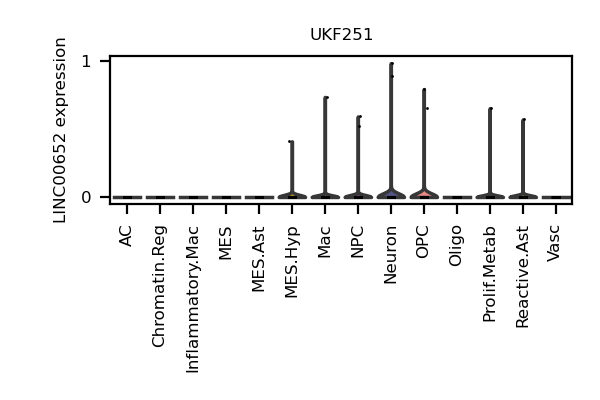 UKF251
LINC00652 expression
1
0
AC
Chromatin.Reg
Inflammatory.Mac
MES
MES.Ast
MES.Hyp
Mac
NPC
Neuron
OPC
Oligo
Prolif.Metab
Reactive.Ast
Vasc